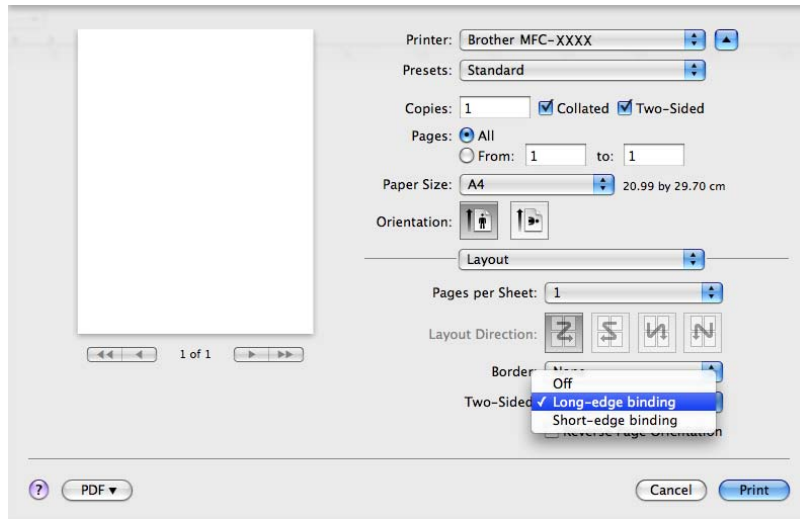 Printer: Brother MFC-XXXX
Presets: Standard
Copies: 1 Collated Two-Sided
Pages: All
From: 1 to: 1
Paper Size: A4 20.99 by 29.70 cm
Orientation:
Layout
Pages per Sheet: 1
Layout Direction:
1 of 1
Border: None
Off
Two-Sided ✓ Long-edge binding
Short-edge binding
Reverse Page Orientation
? PDF ▼ Cancel Print